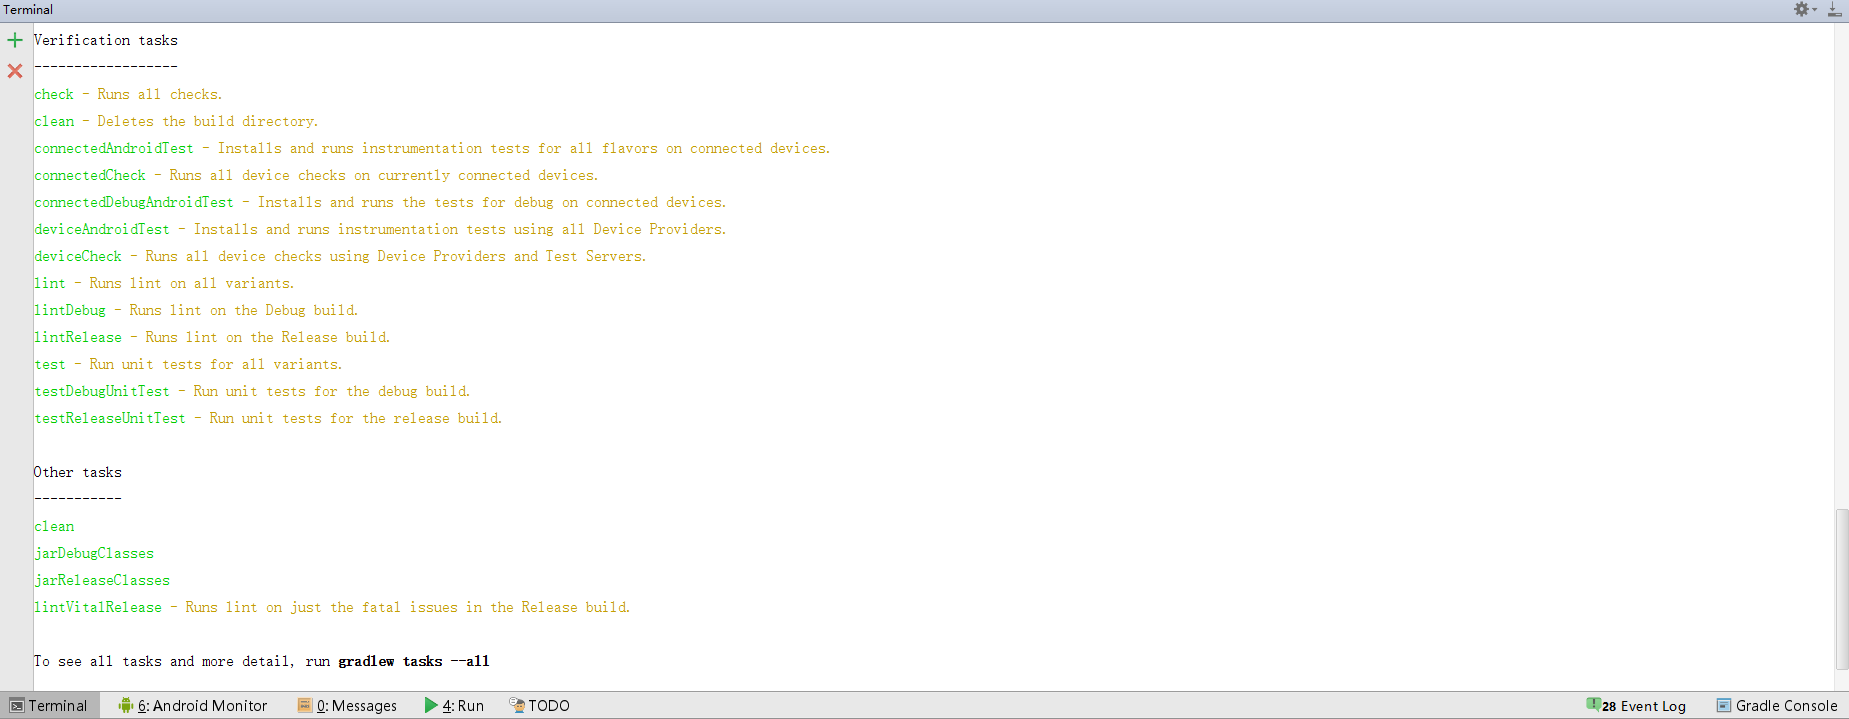 Terminal
Verification tasks
------------------
check - Runs all checks.
clean - Deletes the build directory.
connectedAndroidTest - Installs and runs instrumentation tests for all flavors on connected devices.
connectedCheck - Runs all device checks on currently connected devices.
connectedDebugAndroidTest - Installs and runs the tests for debug on connected devices.
deviceAndroidTest - Installs and runs instrumentation tests using all Device Providers.
deviceCheck - Runs all device checks using Device Providers and Test Servers.
lint - Runs lint on all variants.
lintDebug - Runs lint on the Debug build.
lintRelease - Runs lint on the Release build.
test - Run unit tests for all variants.
testDebugUnitTest - Run unit tests for the debug build.
testReleaseUnitTest - Run unit tests for the release build.
Other tasks
-----------
clean
jarDebugClasses
jarReleaseClasses
lintVitalRelease - Runs lint on just the fatal issues in the Release build.
To see all tasks and more detail, run gradlew tasks --all
Terminal 6: Android Monitor 0: Messages 4: Run TODO 28 Event Log Gradle Console